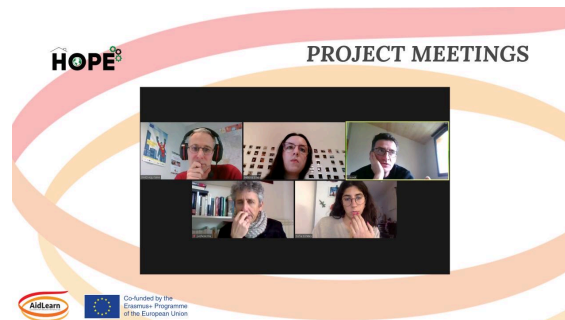 HOPE
PROJECT MEETINGS
AidLearn
Co-funded by the
Erasmus+ Programme
of the European Union